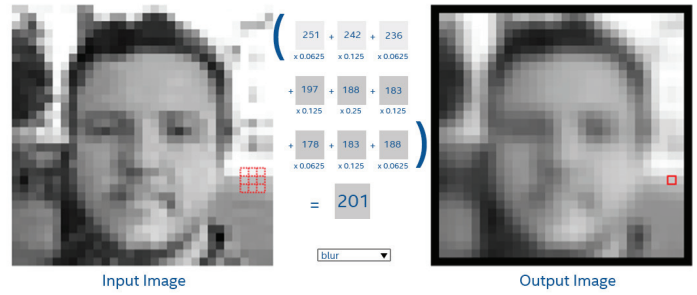 ( 251 + 242 + 236
x 0.0625 x 0.125 x 0.0625
+ 197 + 188 + 183
x 0.125 x 0.25 x 0.125
+ 178 + 183 + 188 )
x 0.0625 x 0.125 x 0.0625
= 201
blur ▼
Input Image
Output Image